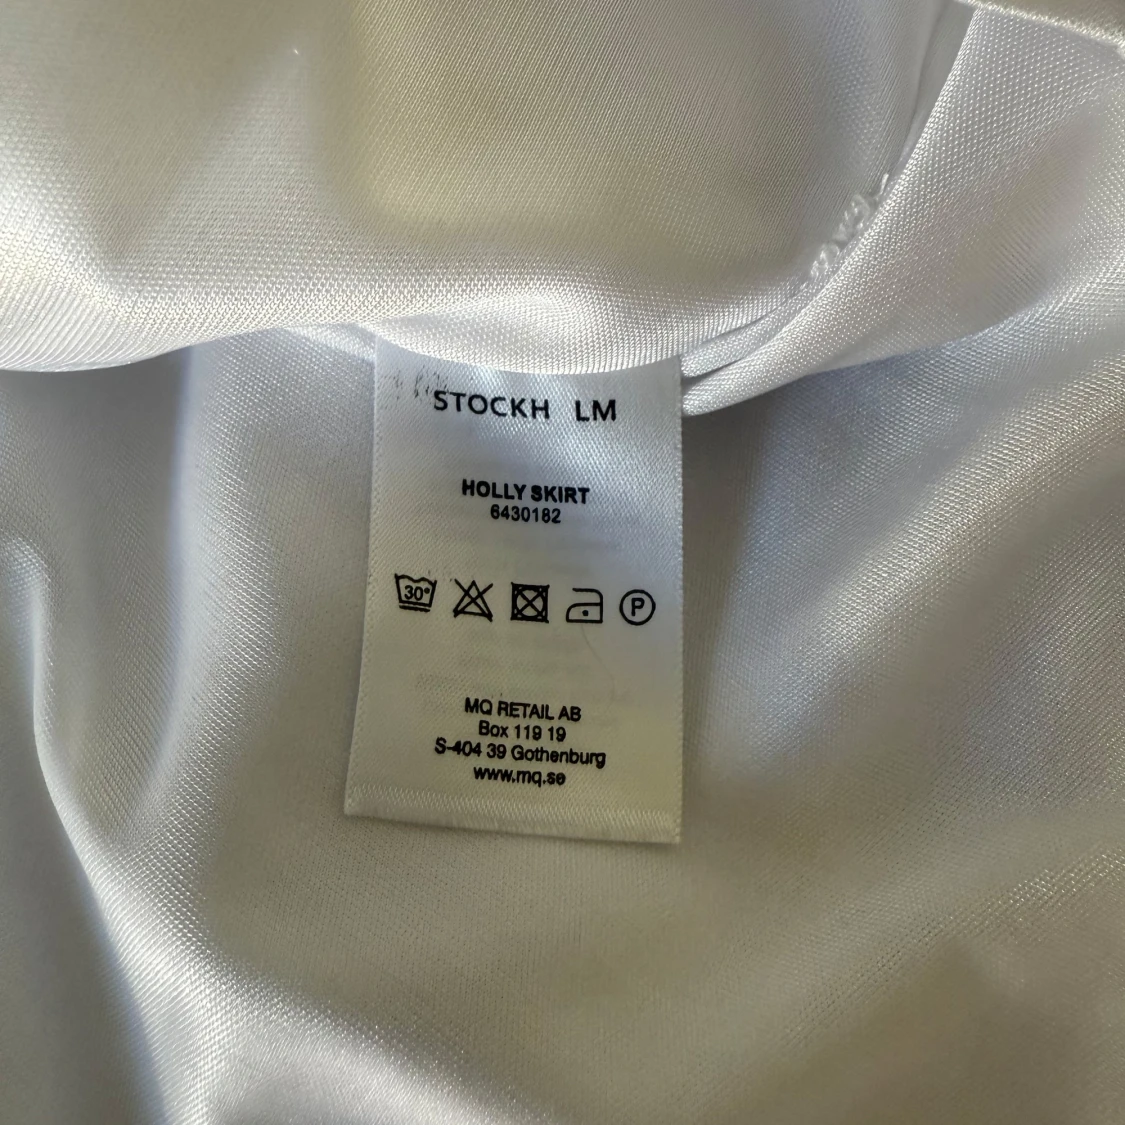 STOCKH LM
HOLLY SKIRT
6430182
30°
P
MQ RETAIL AB
Box 119 19
S-404 39 Gothenburg
www.mq.se